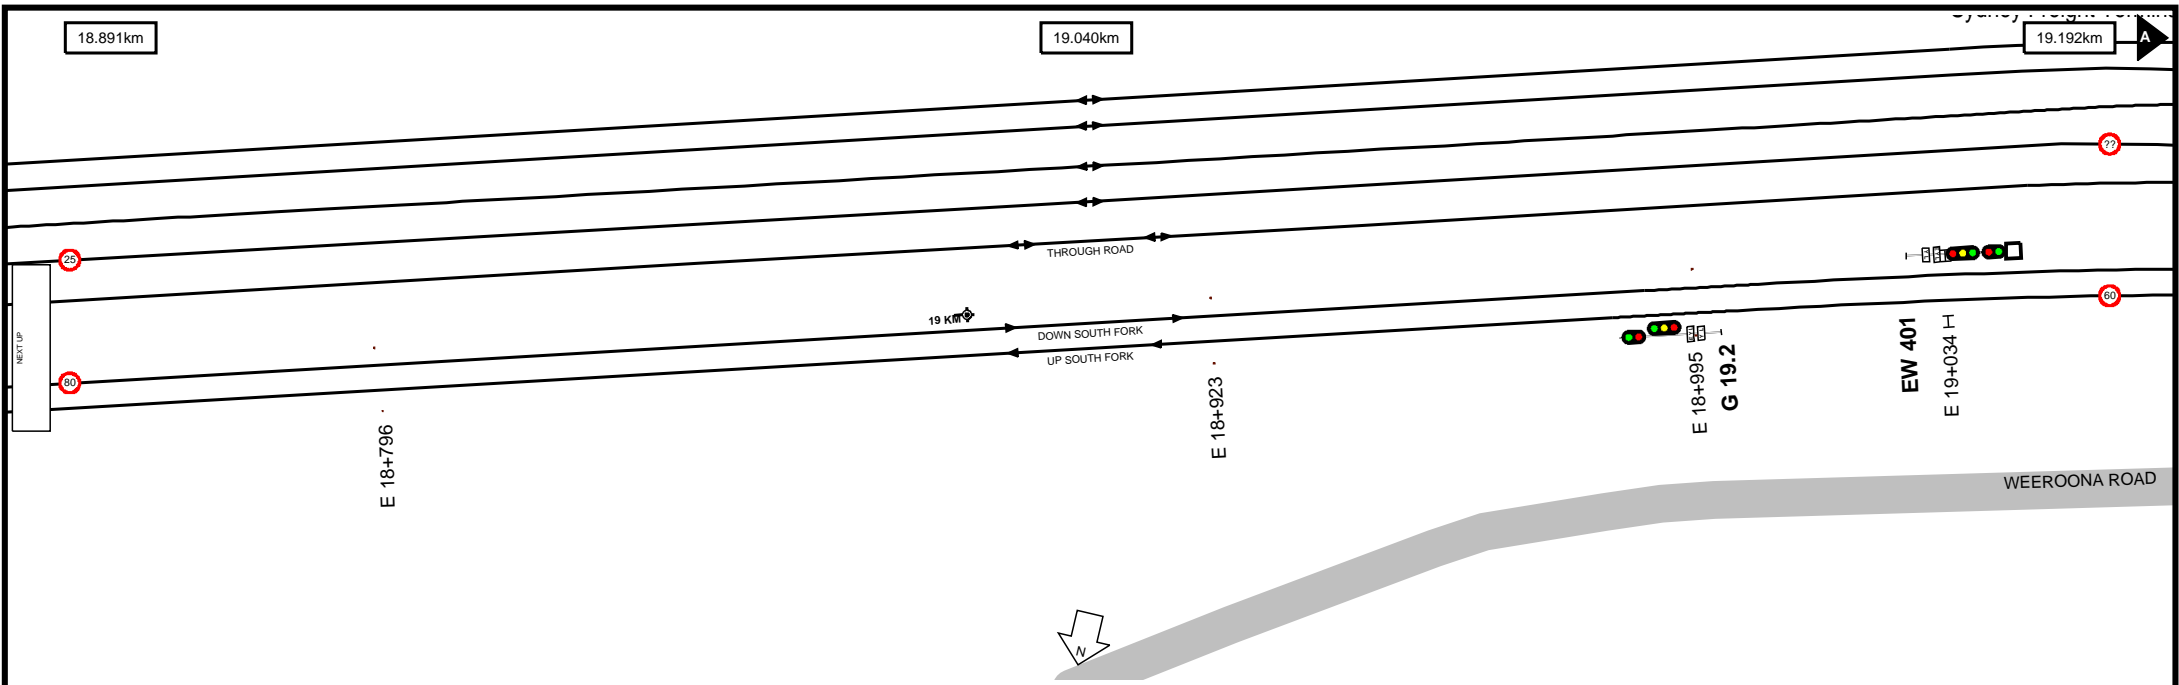 18.891km
19.040km
19.192km
A
??
25
THROUGH ROAD
NEXT UP
19 KM
DOWN SOUTH FORK
UP SOUTH FORK
60
80
E 18+796
E 18+923
E 18+995
G 19.2
EW 401
E 19+034 H
WEEROONA ROAD
N